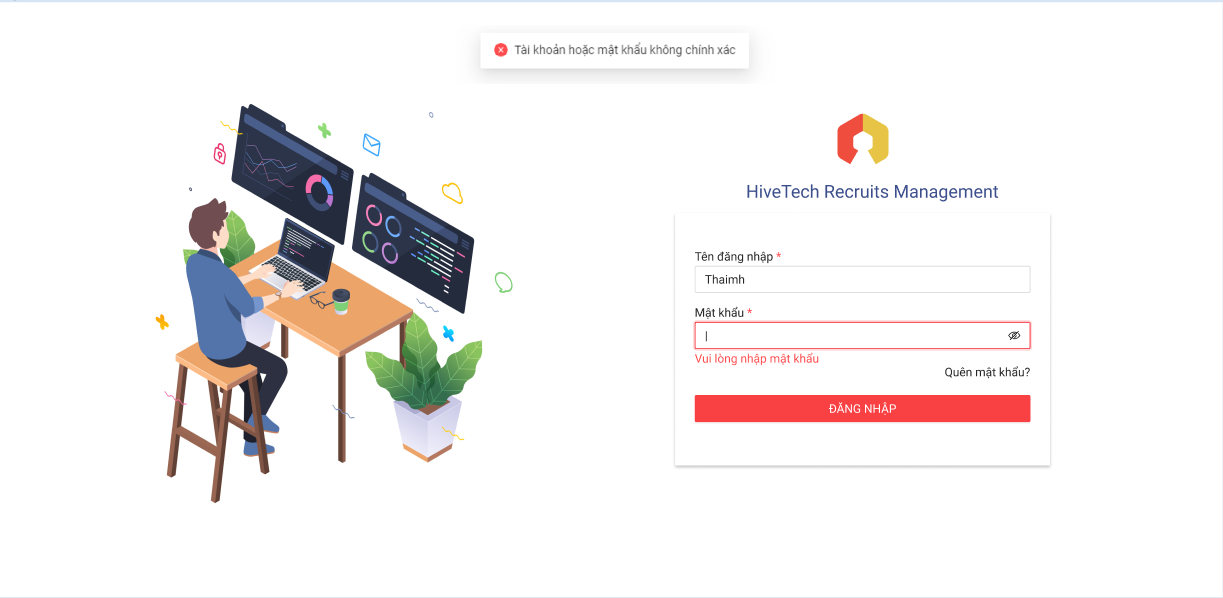 Tài khoản hoặc mật khẩu không chính xác
HiveTech Recruits Management
Tên đăng nhập *
Thaimh
Mật khẩu *
Vui lòng nhập mật khẩu
Quên mật khẩu?
ĐĂNG NHẬP